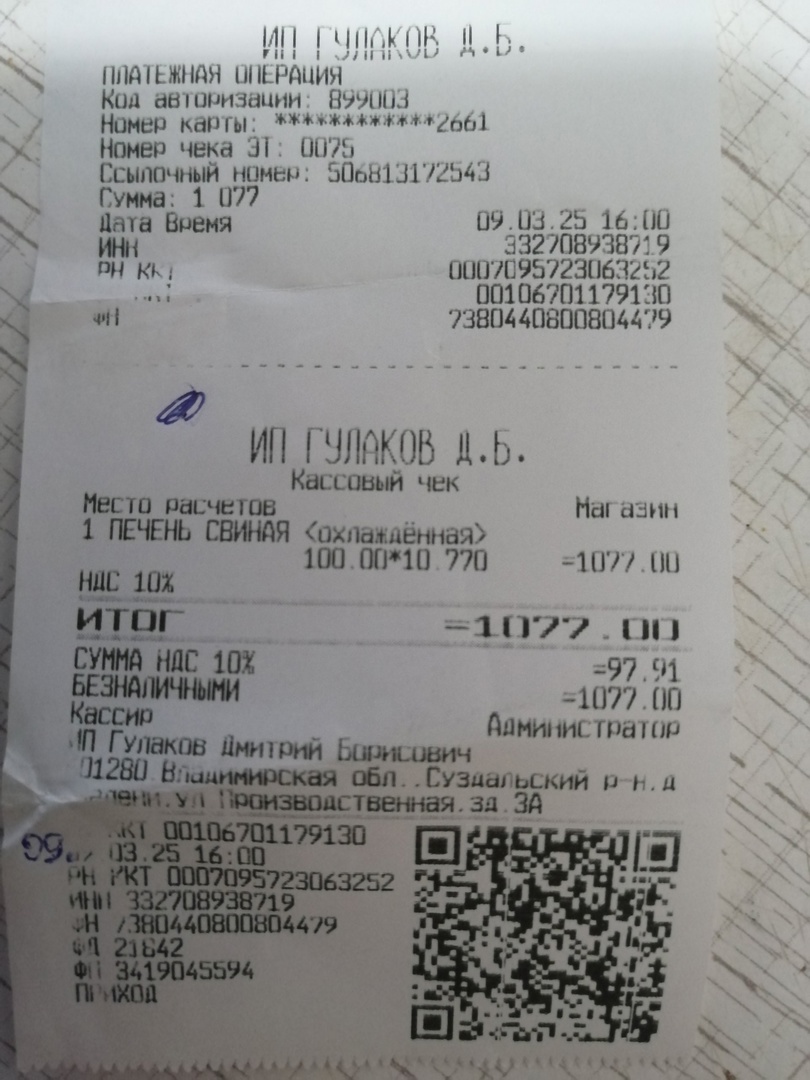 ИП ГУЛАКОВ Д.Б.
ПЛАТЕЖНАЯ ОПЕРАЦИЯ
Код авторизации: 899003
Номер карты: ************2661
Номер чека ЭТ: 0075
Ссылочный номер: 506813172543
Сумма: 1 077
Дата Время 09.03.25 16:00
ИНН 332708938719
РН ККТ 0007095723063252
00106701179130
ФН 7380440800804479
ИП ГУЛАКОВ Д.Б.
Кассовый чек
Место расчетов Магазин
1 ПЕЧЕНЬ СВИНАЯ <охлаждённая>
100.00*10.770 =1077.00
НДС 10%
ИТОГ =1077.00
СУММА НДС 10% =97.91
БЕЗНАЛИЧНЫМИ =1077.00
Кассир Администратор
ИП Гулаков Дмитрий Борисович
Владимирская обл.,Суздальский р-н,д
ул Производственная,зд.3А
ККТ 00106701179130
09. 03.25 16:00
РН ККТ 0007095723063252
ИНН 332708938719
ФН 7380440800804479
ФД 21842
ФП 3419045594
ПРИХОД